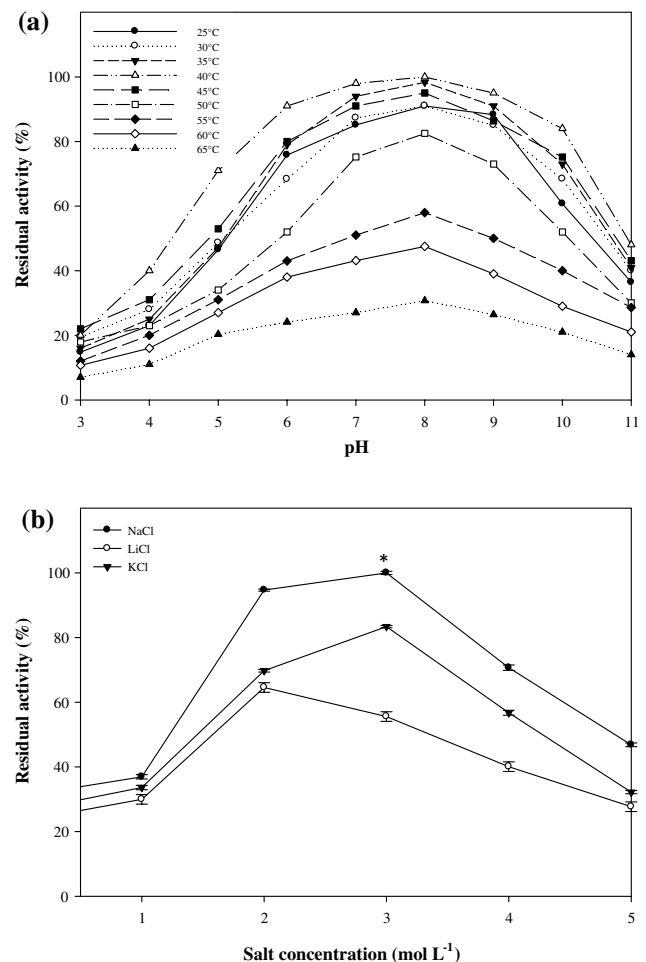 (a)
120
100
80
60
40
20
0
Residual activity (%)
25°C
30°C
35°C
40°C
45°C
50°C
55°C
60°C
65°C
3 4 5 6 7 8 9 10 11
pH
(b)
100
80
60
40
20
0
Residual activity (%)
NaCl
LiCl
KCl
*
1 2 3 4 5
Salt concentration (mol L⁻¹)